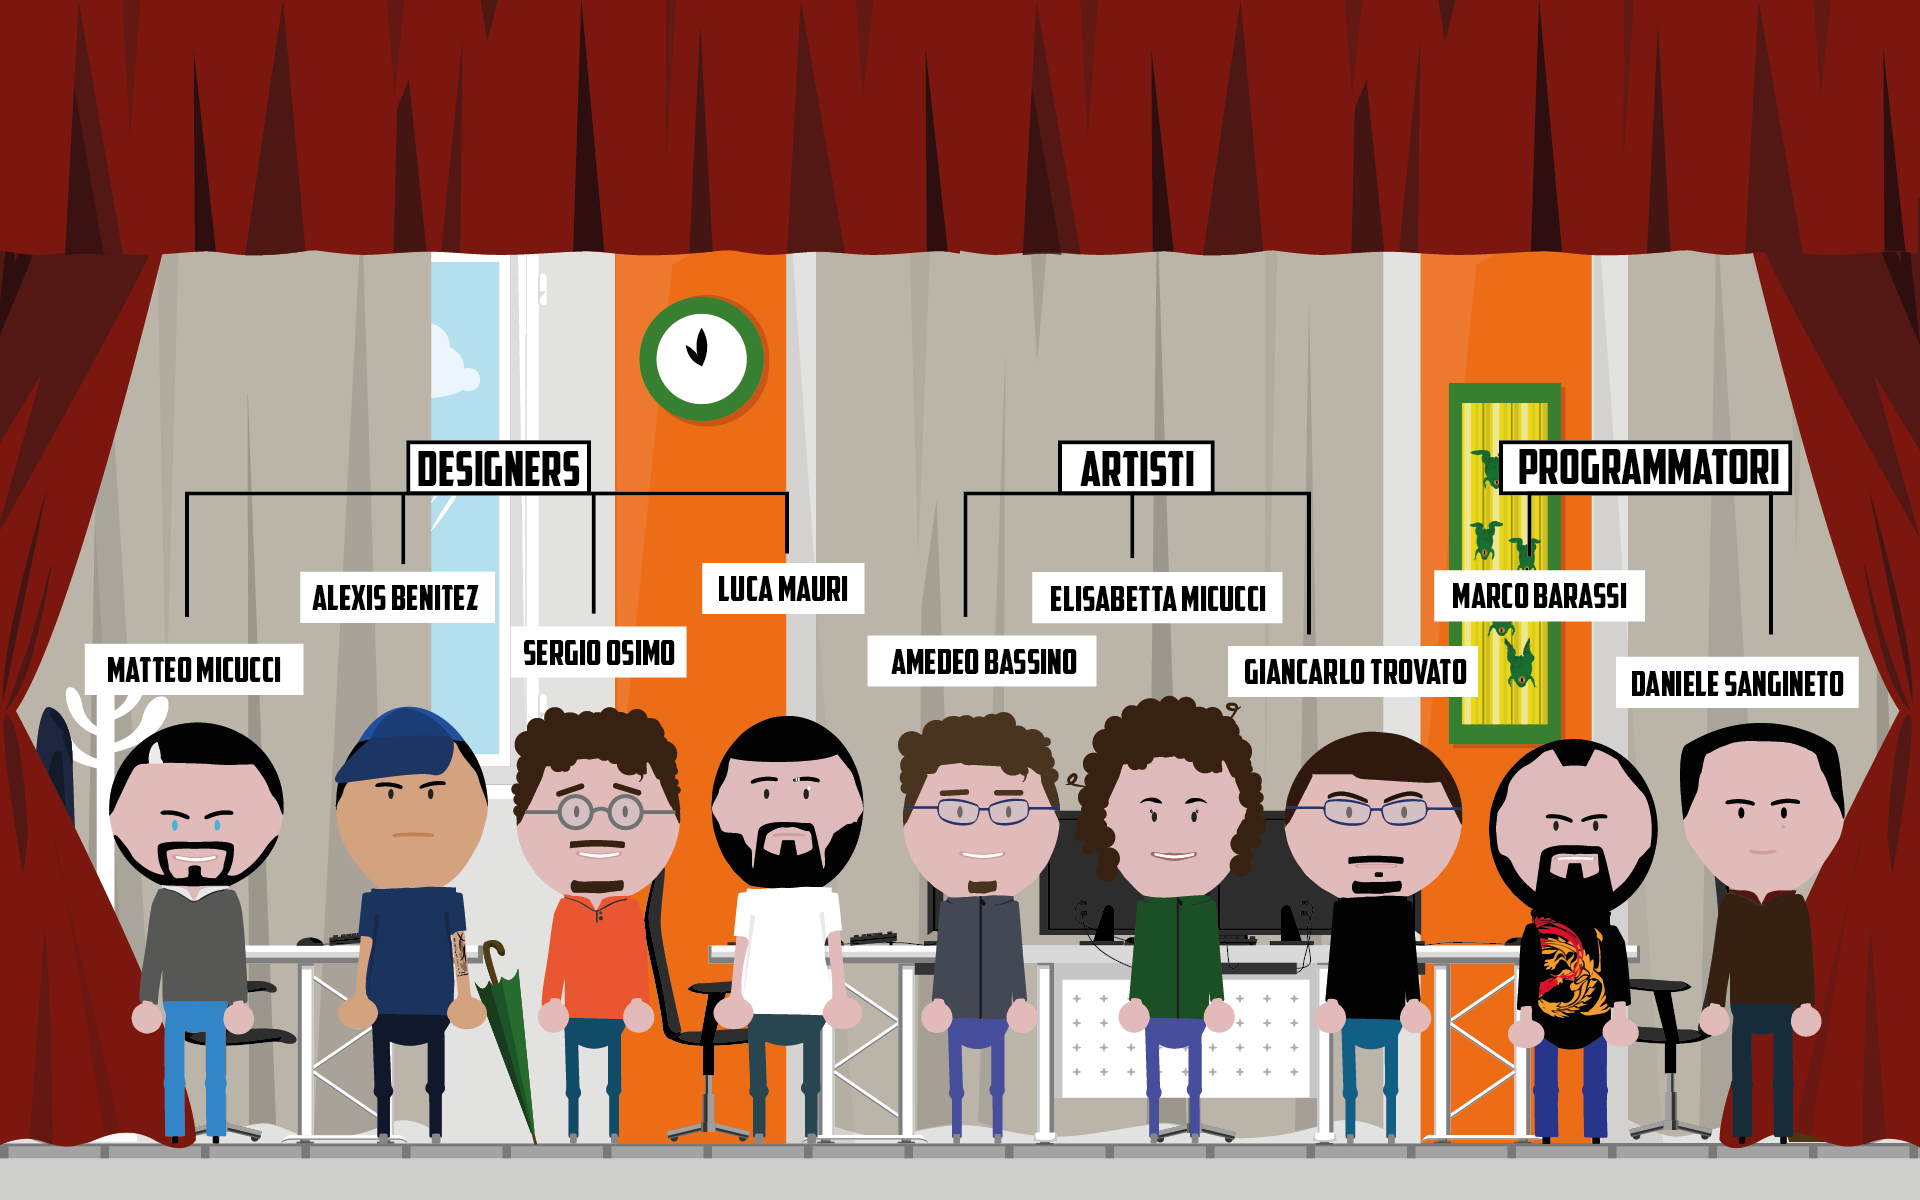 DESIGNERS
ARTISTI
PROGRAMMATORI
MATTEO MICUCCI
ALEXIS BENITEZ
SERGIO OSIMO
LUCA MAURI
AMEDEO BASSINO
ELISABETTA MICUCCI
GIANCARLO TROVATO
MARCO BARASSI
DANIELE SANGINETO